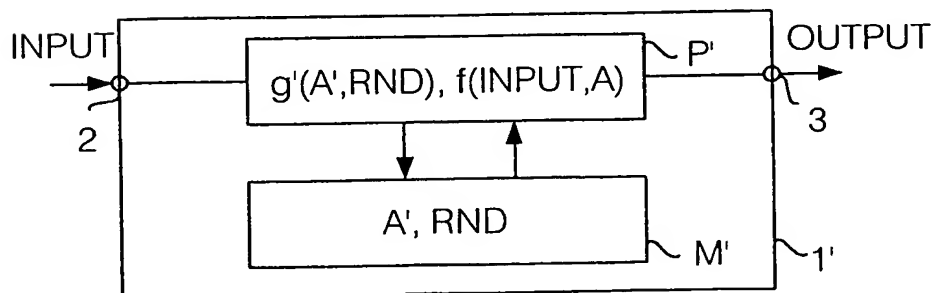 INPUT
OUTPUT
P'
g'(A',RND), f(INPUT,A)
2
3
A', RND
M'
1'